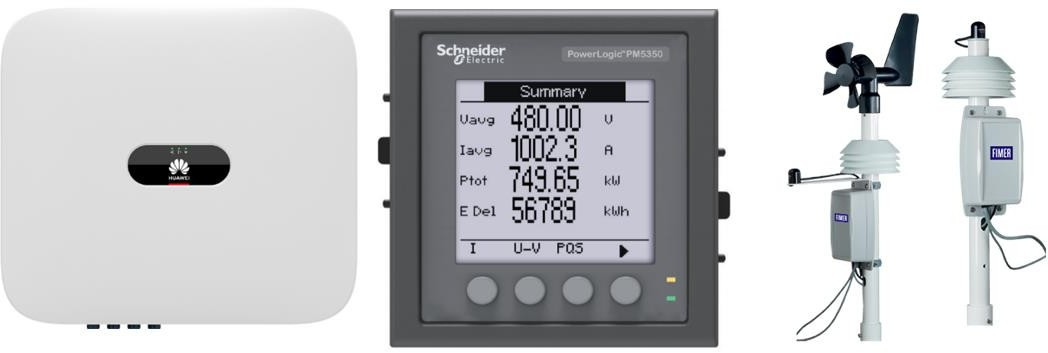 HUAWEI
Schneider
Electric
PowerLogic™PM5350
Summary
Vavg 480.00 V
Iavg 1002.3 A
Ptot 749.65 kW
E Del 56789 kWh
I U-V PQS
FIMER
FIMER